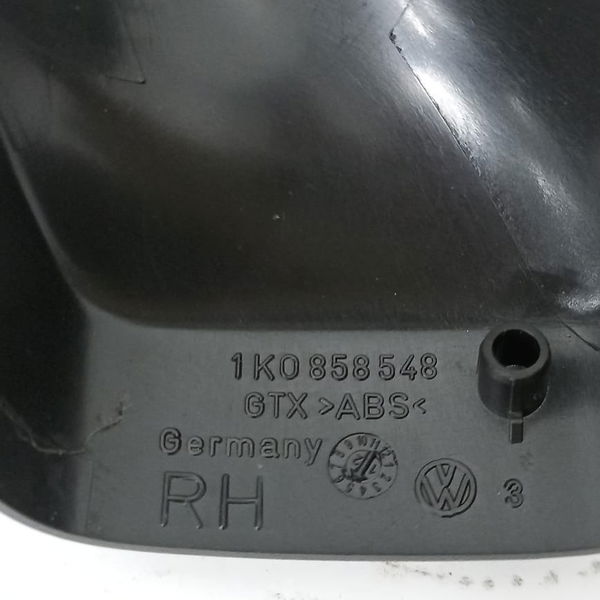 1K0 858 548
GTX >ABS<
Germany
RH
3